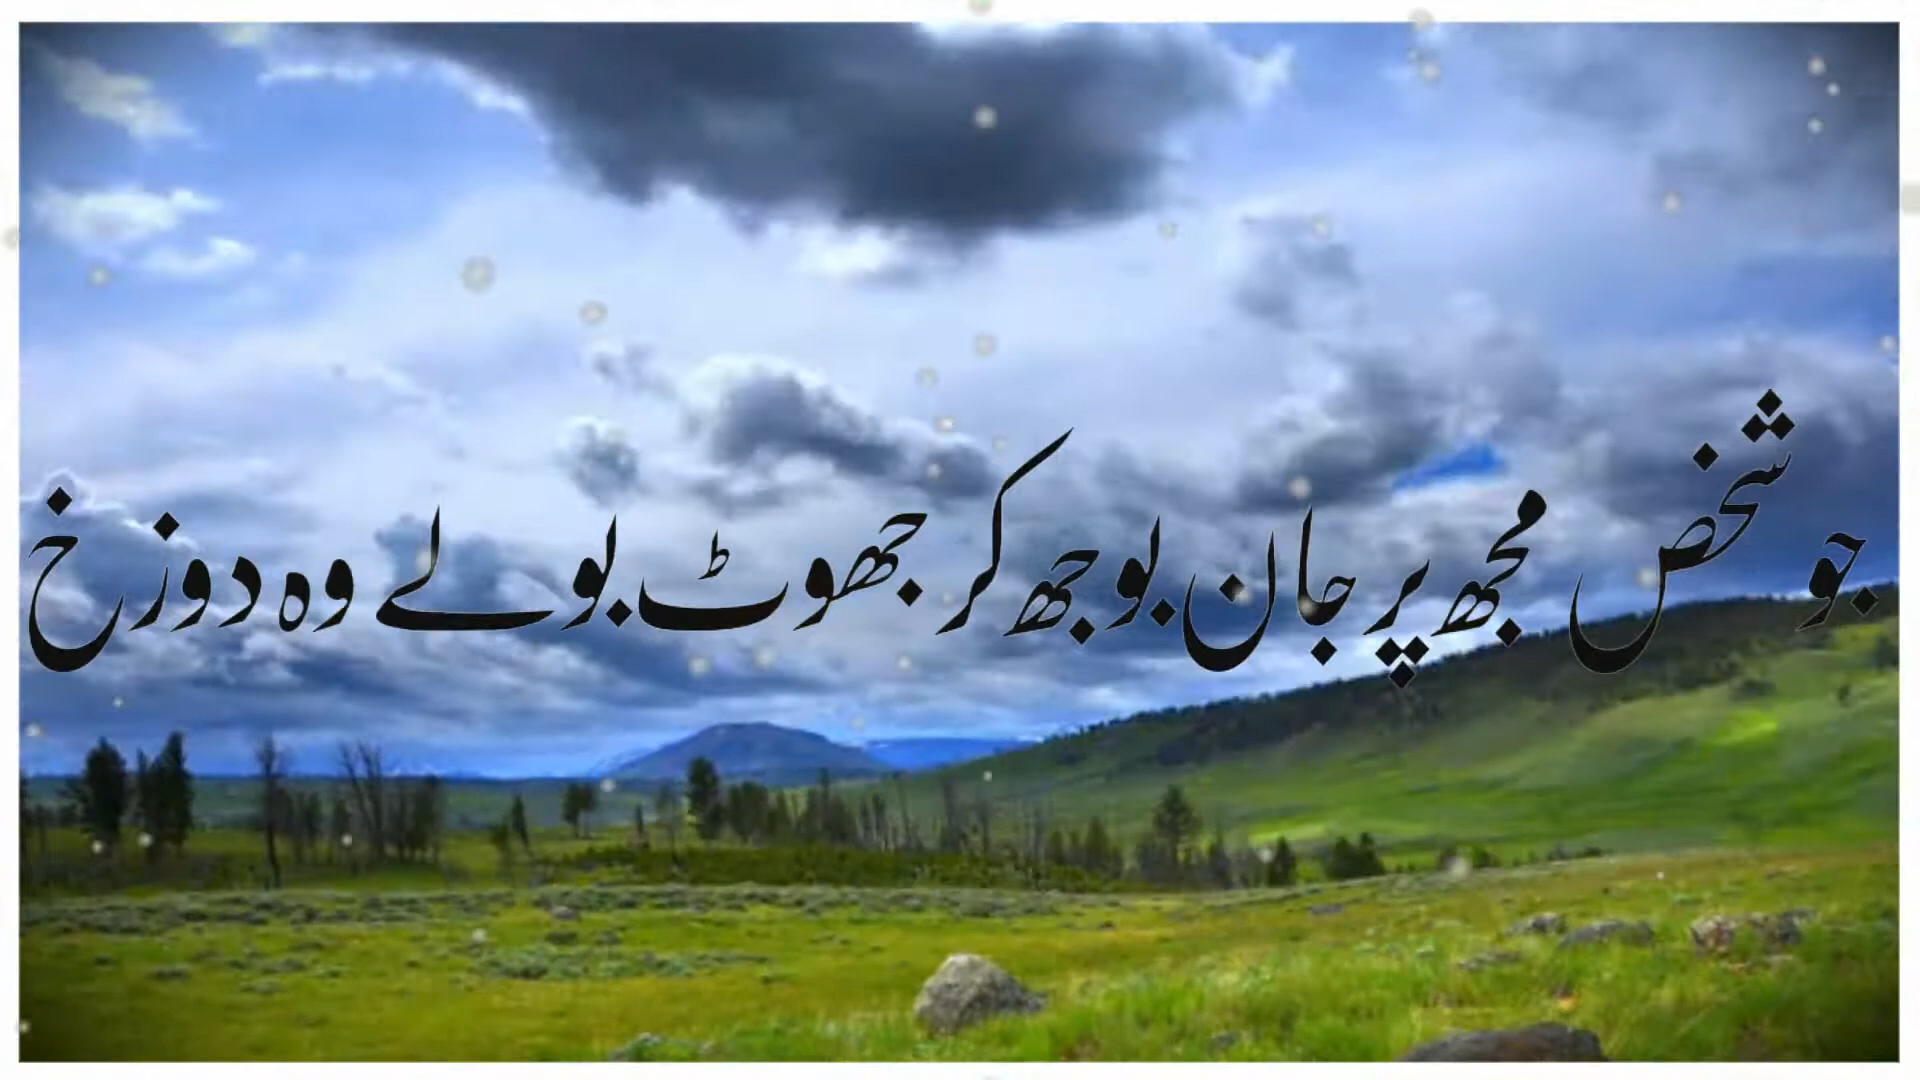 جو شخص مجھ پر جان بوجھ کر جھوٹ بولے وہ دوزخ